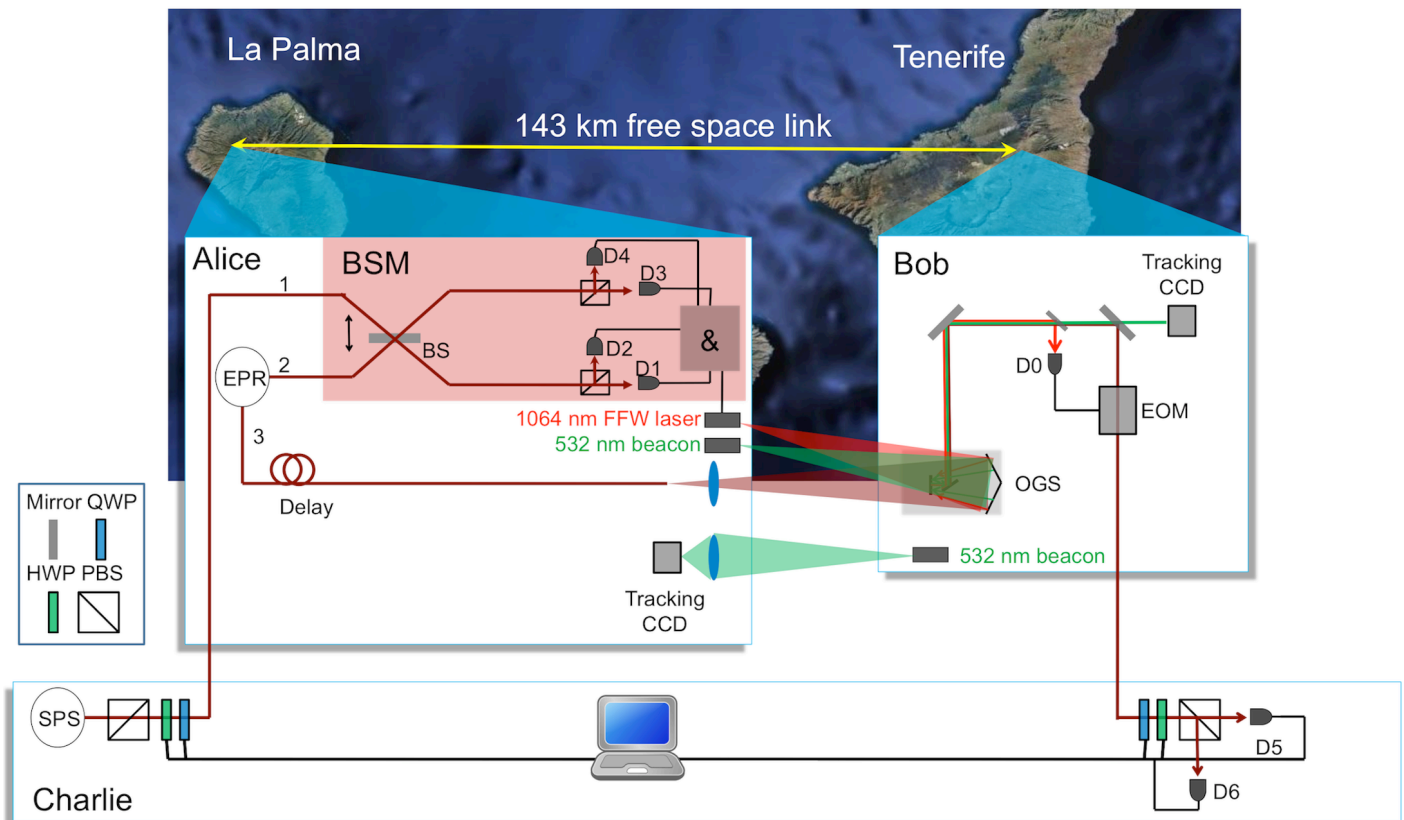 La Palma
Tenerife
143 km free space link
Alice
BSM
1
2
3
EPR
BS
D4
D3
D2
D1
&
1064 nm FFW laser
532 nm beacon
Delay
Tracking
CCD
Bob
Tracking
CCD
D0
EOM
OGS
532 nm beacon
Mirror QWP
HWP PBS
SPS
Charlie
D5
D6